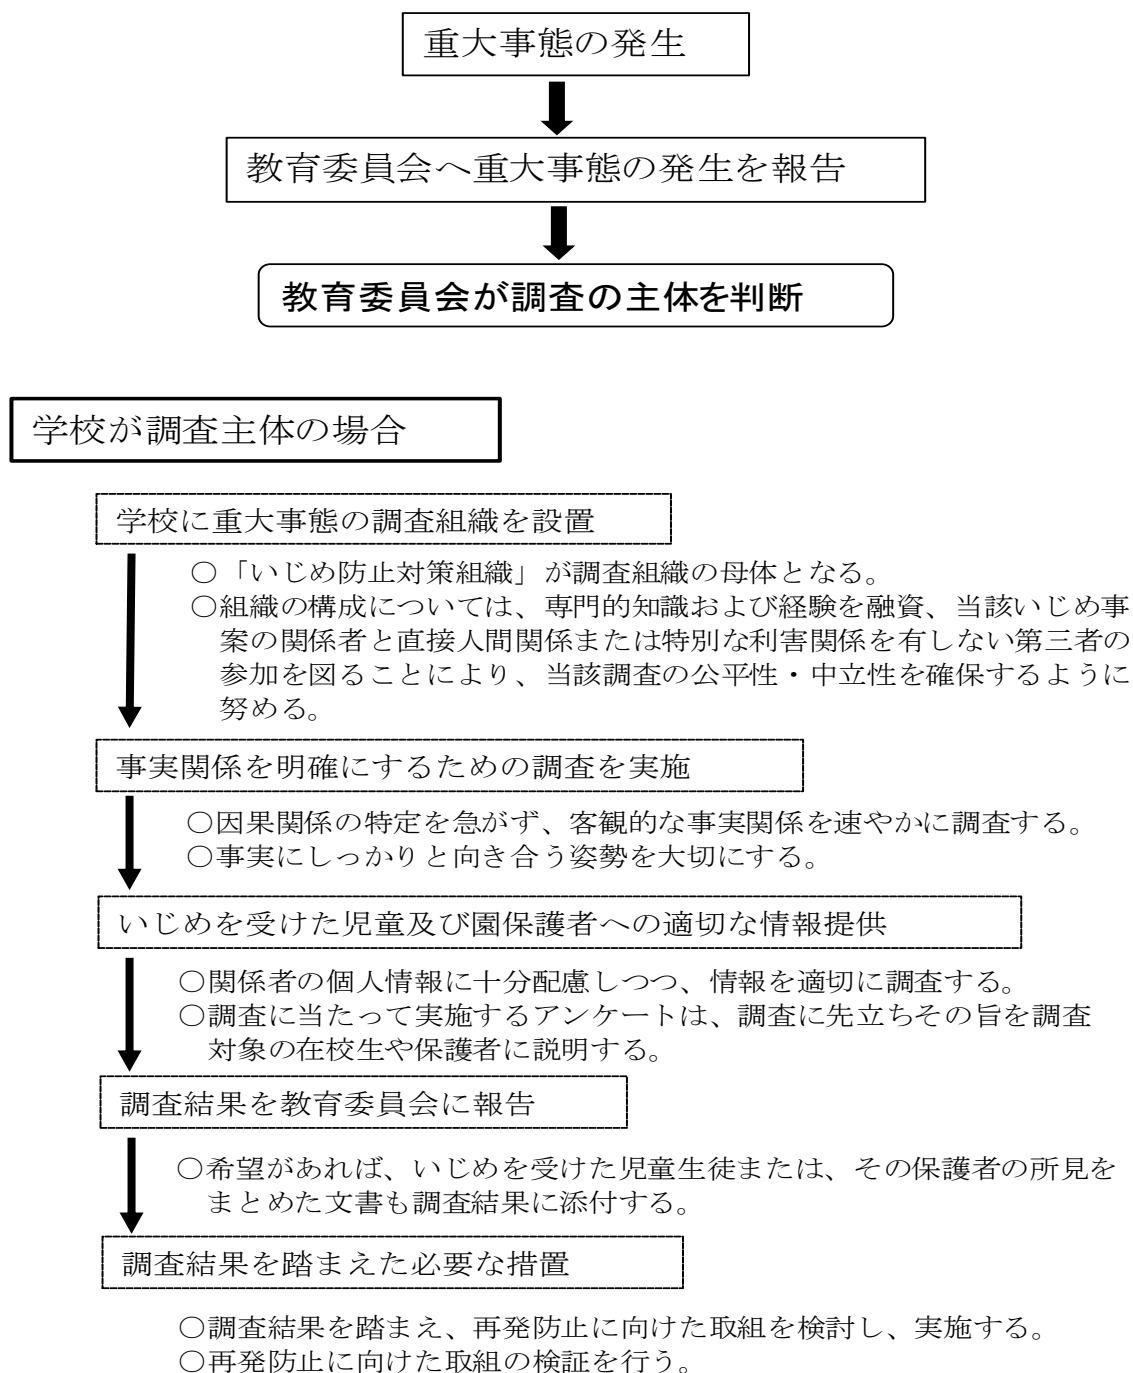 重大事態の発生
教育委員会へ重大事態の発生を報告
教育委員会が調査の主体を判断
学校が調査主体の場合
学校に重大事態の調査組織を設置
○「いじめ防止対策組織」が調査組織の母体となる。
○組織の構成については、専門的知識および経験を融資、当該いじめ事
案の関係者と直接人間関係または特別な利害関係を有しない第三者の
参加を図ることにより、当該調査の公平性・中立性を確保するように
努める。
事実関係を明確にするための調査を実施
○因果関係の特定を急がず、客観的な事実関係を速やかに調査する。
○事実にしっかりと向き合う姿勢を大切にする。
いじめを受けた児童及び園保護者への適切な情報提供
○関係者の個人情報に十分配慮しつつ、情報を適切に調査する。
○調査に当たって実施するアンケートは、調査に先立ちその旨を調査
対象の在校生や保護者に説明する。
調査結果を教育委員会に報告
○希望があれば、いじめを受けた児童生徒または、その保護者の所見を
まとめた文書も調査結果に添付する。
調査結果を踏まえた必要な措置
○調査結果を踏まえ、再発防止に向けた取組を検討し、実施する。
○再発防止に向けた取組の検証を行う。